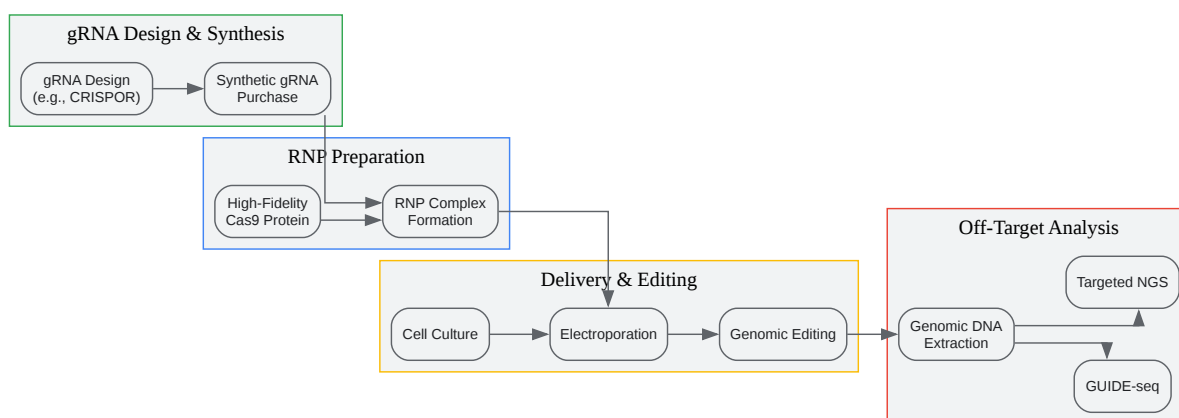 gRNA Design & Synthesis
gRNA Design
(e.g., CRISPOR)
Synthetic gRNA
Purchase
RNP Preparation
High-Fidelity
Cas9 Protein
RNP Complex
Formation
Delivery & Editing
Cell Culture
Electroporation
Genomic Editing
Off-Target Analysis
Genomic DNA
Extraction
Targeted NGS
GUIDE-seq